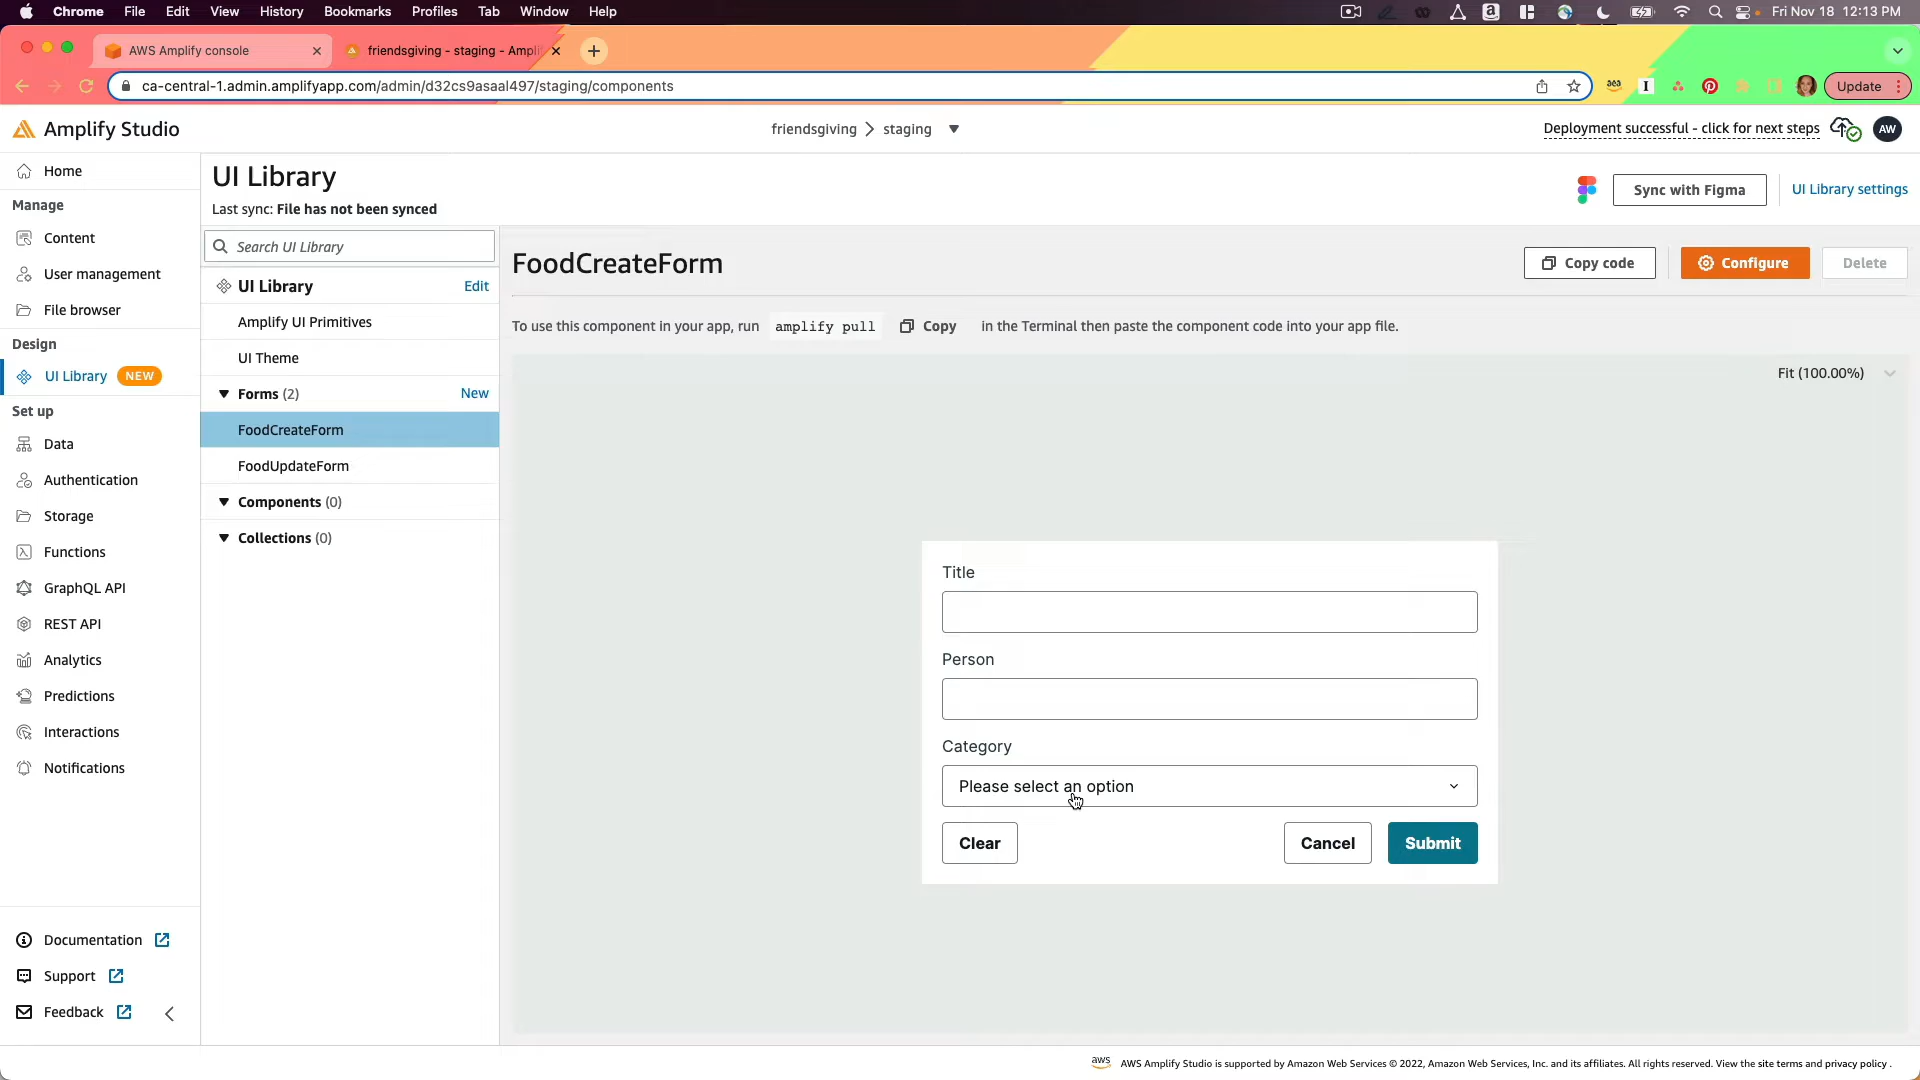 Chrome File Edit View History Bookmarks Profiles Tab Window Help Fri Nov 18 12:13 PM
AWS Amplify console friendsgiving - staging - Ampli
ca-central-1.admin.amplifyapp.com/admin/d32cs9asaal497/staging/components Update
Amplify Studio friendsgiving staging Deployment successful - click for next steps AW
Home
Manage
Content
User management
File browser
Design
UI Library NEW
Set up
Data
Authentication
Storage
Functions
GraphQL API
REST API
Analytics
Predictions
Interactions
Notifications
Documentation
Support
Feedback
UI Library
Last sync: File has not been synced
Sync with Figma UI Library settings
Search UI Library
UI Library Edit
Amplify UI Primitives
UI Theme
Forms (2) New
FoodCreateForm
FoodUpdateForm
Components (0)
Collections (0)
FoodCreateForm Copy code Configure Delete
To use this component in your app, run amplify pull Copy in the Terminal then paste the component code into your app file.
Fit (100.00%)
Title
Person
Category
Please select an option
Clear Cancel Submit
aws AWS Amplify Studio is supported by Amazon Web Services © 2022, Amazon Web Services, Inc. and its affiliates. All rights reserved. View the site terms and privacy policy .